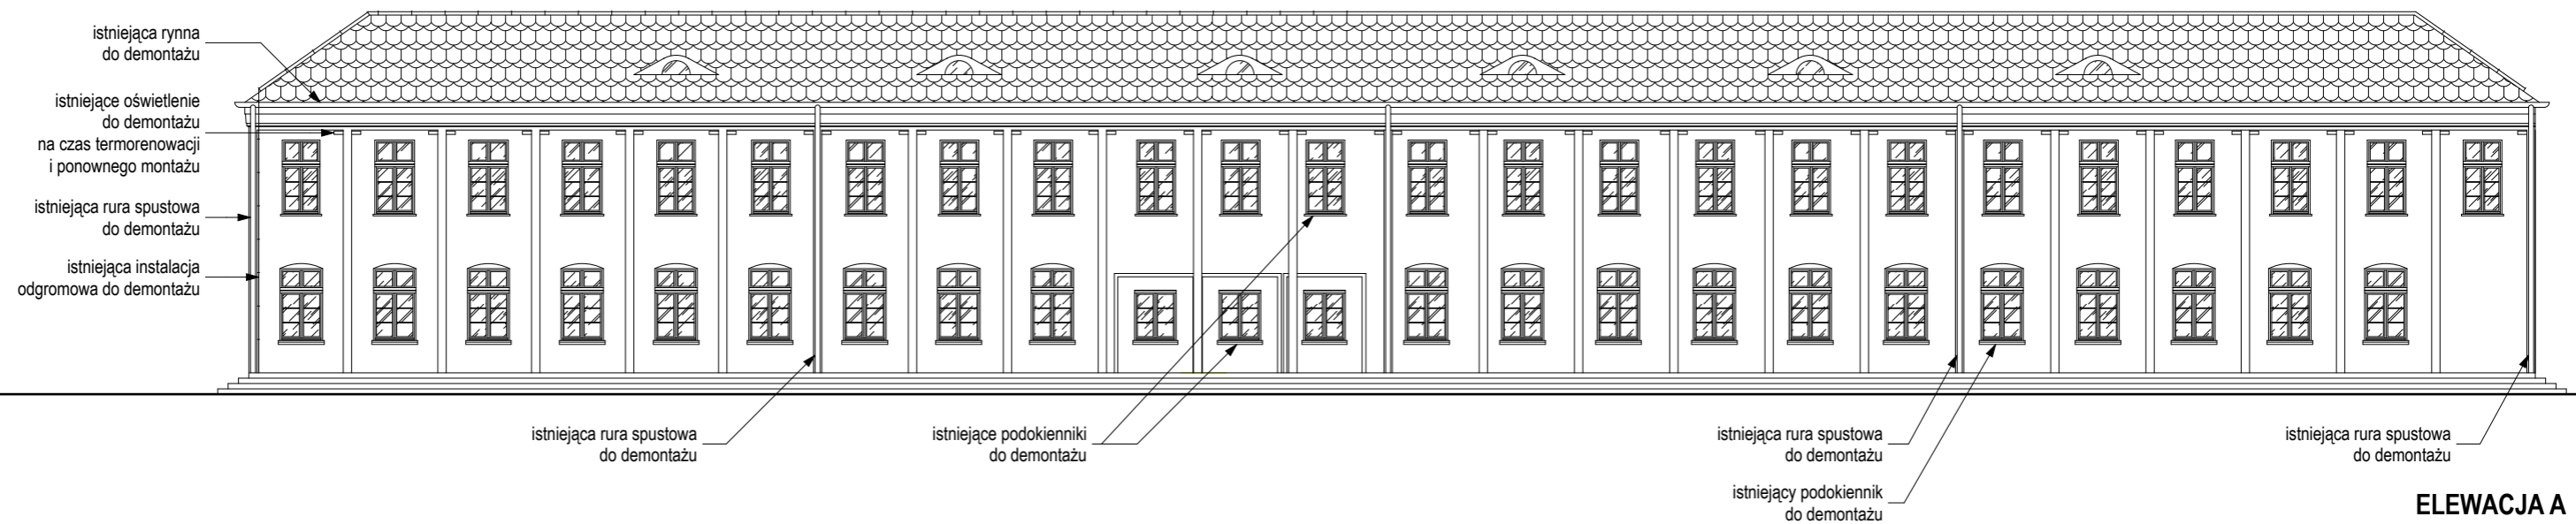 istniejąca rynna
do demontażu
istniejące oświetlenie
do demontażu
na czas termorenowacji
i ponownego montażu
istniejąca rura spustowa
do demontażu
istniejąca instalacja
odgromowa do demontażu
istniejąca rura spustowa
do demontażu
istniejące podokienniki
do demontażu
istniejąca rura spustowa
do demontażu
istniejący podokiennik
do demontażu
istniejąca rura spustowa
do demontażu
ELEWACJA A